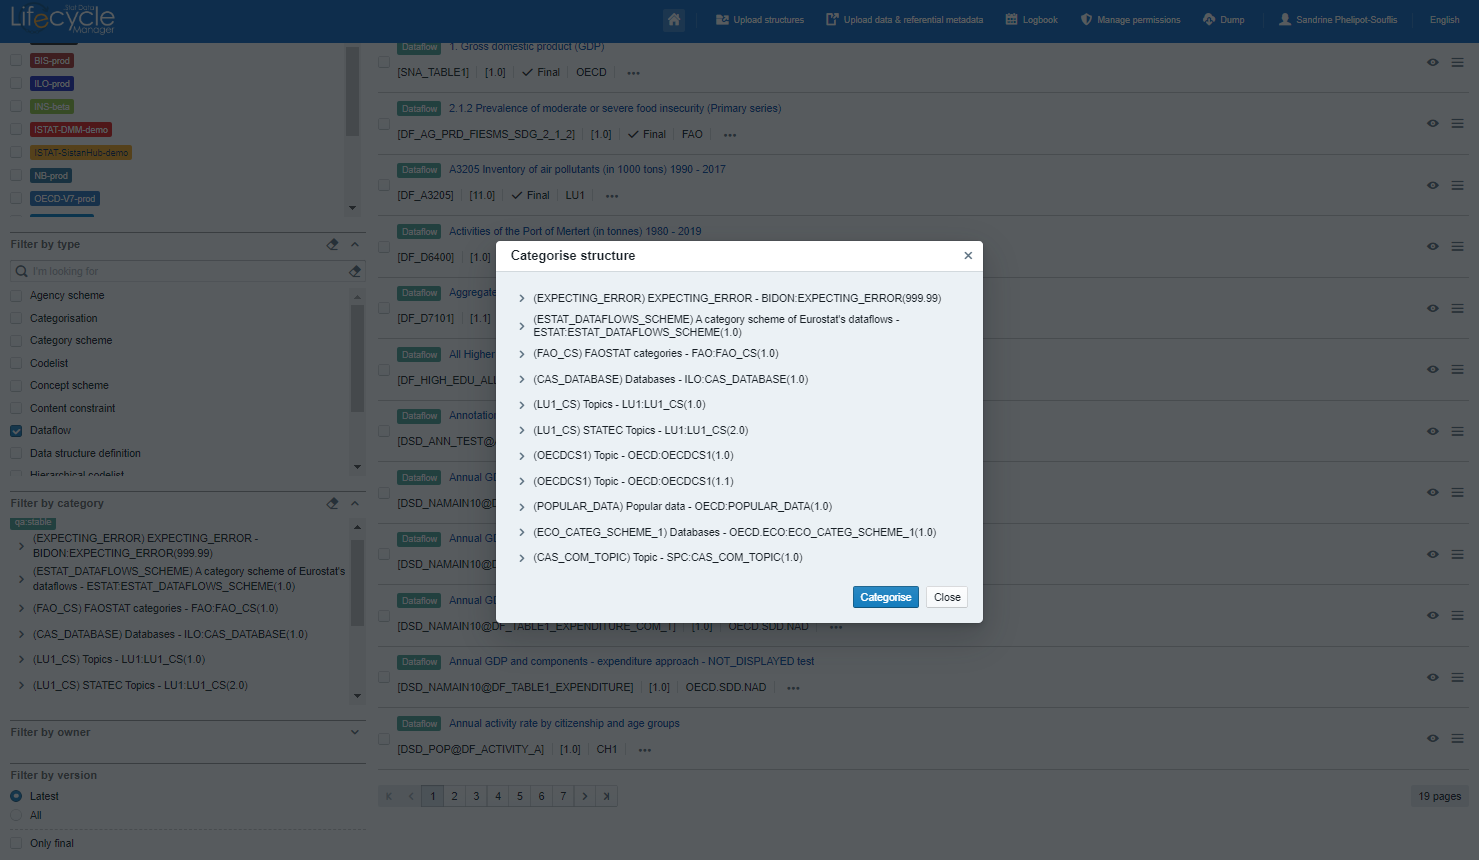 Stat Data
Lifecycle
Manager
Upload structures
Upload data & referential metadata
Logbook
Manage permissions
Dump
Sandrine Phelipot-Souflis
English
BIS-prod
ILO-prod
INS-beta
ISTAT-DMM-demo
ISTAT-SistanHub-demo
NB-prod
OECD-V7-prod
Filter by type
I'm looking for
Agency scheme
Categorisation
Category scheme
Codelist
Concept scheme
Content constraint
Dataflow
Data structure definition
Hierarchical codelist
Filter by category
qa:stable
(EXPECTING_ERROR) EXPECTING_ERROR -
BIDON:EXPECTING_ERROR(999.99)
(ESTAT_DATAFLOWS_SCHEME) A category scheme of Eurostat's
dataflows - ESTAT:ESTAT_DATAFLOWS_SCHEME(1.0)
(FAO_CS) FAOSTAT categories - FAO:FAO_CS(1.0)
(CAS_DATABASE) Databases - ILO:CAS_DATABASE(1.0)
(LU1_CS) Topics - LU1:LU1_CS(1.0)
(LU1_CS) STATEC Topics - LU1:LU1_CS(2.0)
Filter by owner
Filter by version
Latest
All
Only final
Dataflow 1. Gross domestic product (GDP)
[SNA_TABLE1] [1.0] Final OECD
Dataflow 2.1.2 Prevalence of moderate or severe food insecurity (Primary series)
[DF_AG_PRD_FIESMS_SDG_2_1_2] [1.0] Final FAO
Dataflow A3205 Inventory of air pollutants (in 1000 tons) 1990 - 2017
[DF_A3205] [11.0] Final LU1
Dataflow Activities of the Port of Mertert (in tonnes) 1980 - 2019
[DF_D6400] [1.0]
Dataflow Aggregate
[DF_D7101] [1.1]
Dataflow All Higher
[DF_HIGH_EDU_ALL
Dataflow Annotation
[DSD_ANN_TEST@
Dataflow Annual GD
[DSD_NAMAIN10@D
Dataflow Annual GD
[DSD_NAMAIN10@D
Dataflow Annual GD
[DSD_NAMAIN10@DF_TABLE1_EXPENDITURE_COM_T] [1.0] OECD.SDD.NAD
Dataflow Annual GDP and components - expenditure approach - NOT_DISPLAYED test
[DSD_NAMAIN10@DF_TABLE1_EXPENDITURE] [1.0] OECD.SDD.NAD
Dataflow Annual activity rate by citizenship and age groups
[DSD_POP@DF_ACTIVITY_A] [1.0] CH1
1 2 3 4 5 6 7
19 pages
Categorise structure
(EXPECTING_ERROR) EXPECTING_ERROR - BIDON:EXPECTING_ERROR(999.99)
(ESTAT_DATAFLOWS_SCHEME) A category scheme of Eurostat's dataflows -
ESTAT:ESTAT_DATAFLOWS_SCHEME(1.0)
(FAO_CS) FAOSTAT categories - FAO:FAO_CS(1.0)
(CAS_DATABASE) Databases - ILO:CAS_DATABASE(1.0)
(LU1_CS) Topics - LU1:LU1_CS(1.0)
(LU1_CS) STATEC Topics - LU1:LU1_CS(2.0)
(OECDCS1) Topic - OECD:OECDCS1(1.0)
(OECDCS1) Topic - OECD:OECDCS1(1.1)
(POPULAR_DATA) Popular data - OECD:POPULAR_DATA(1.0)
(ECO_CATEG_SCHEME_1) Databases - OECD.ECO:ECO_CATEG_SCHEME_1(1.0)
(CAS_COM_TOPIC) Topic - SPC:CAS_COM_TOPIC(1.0)
Categorise
Close